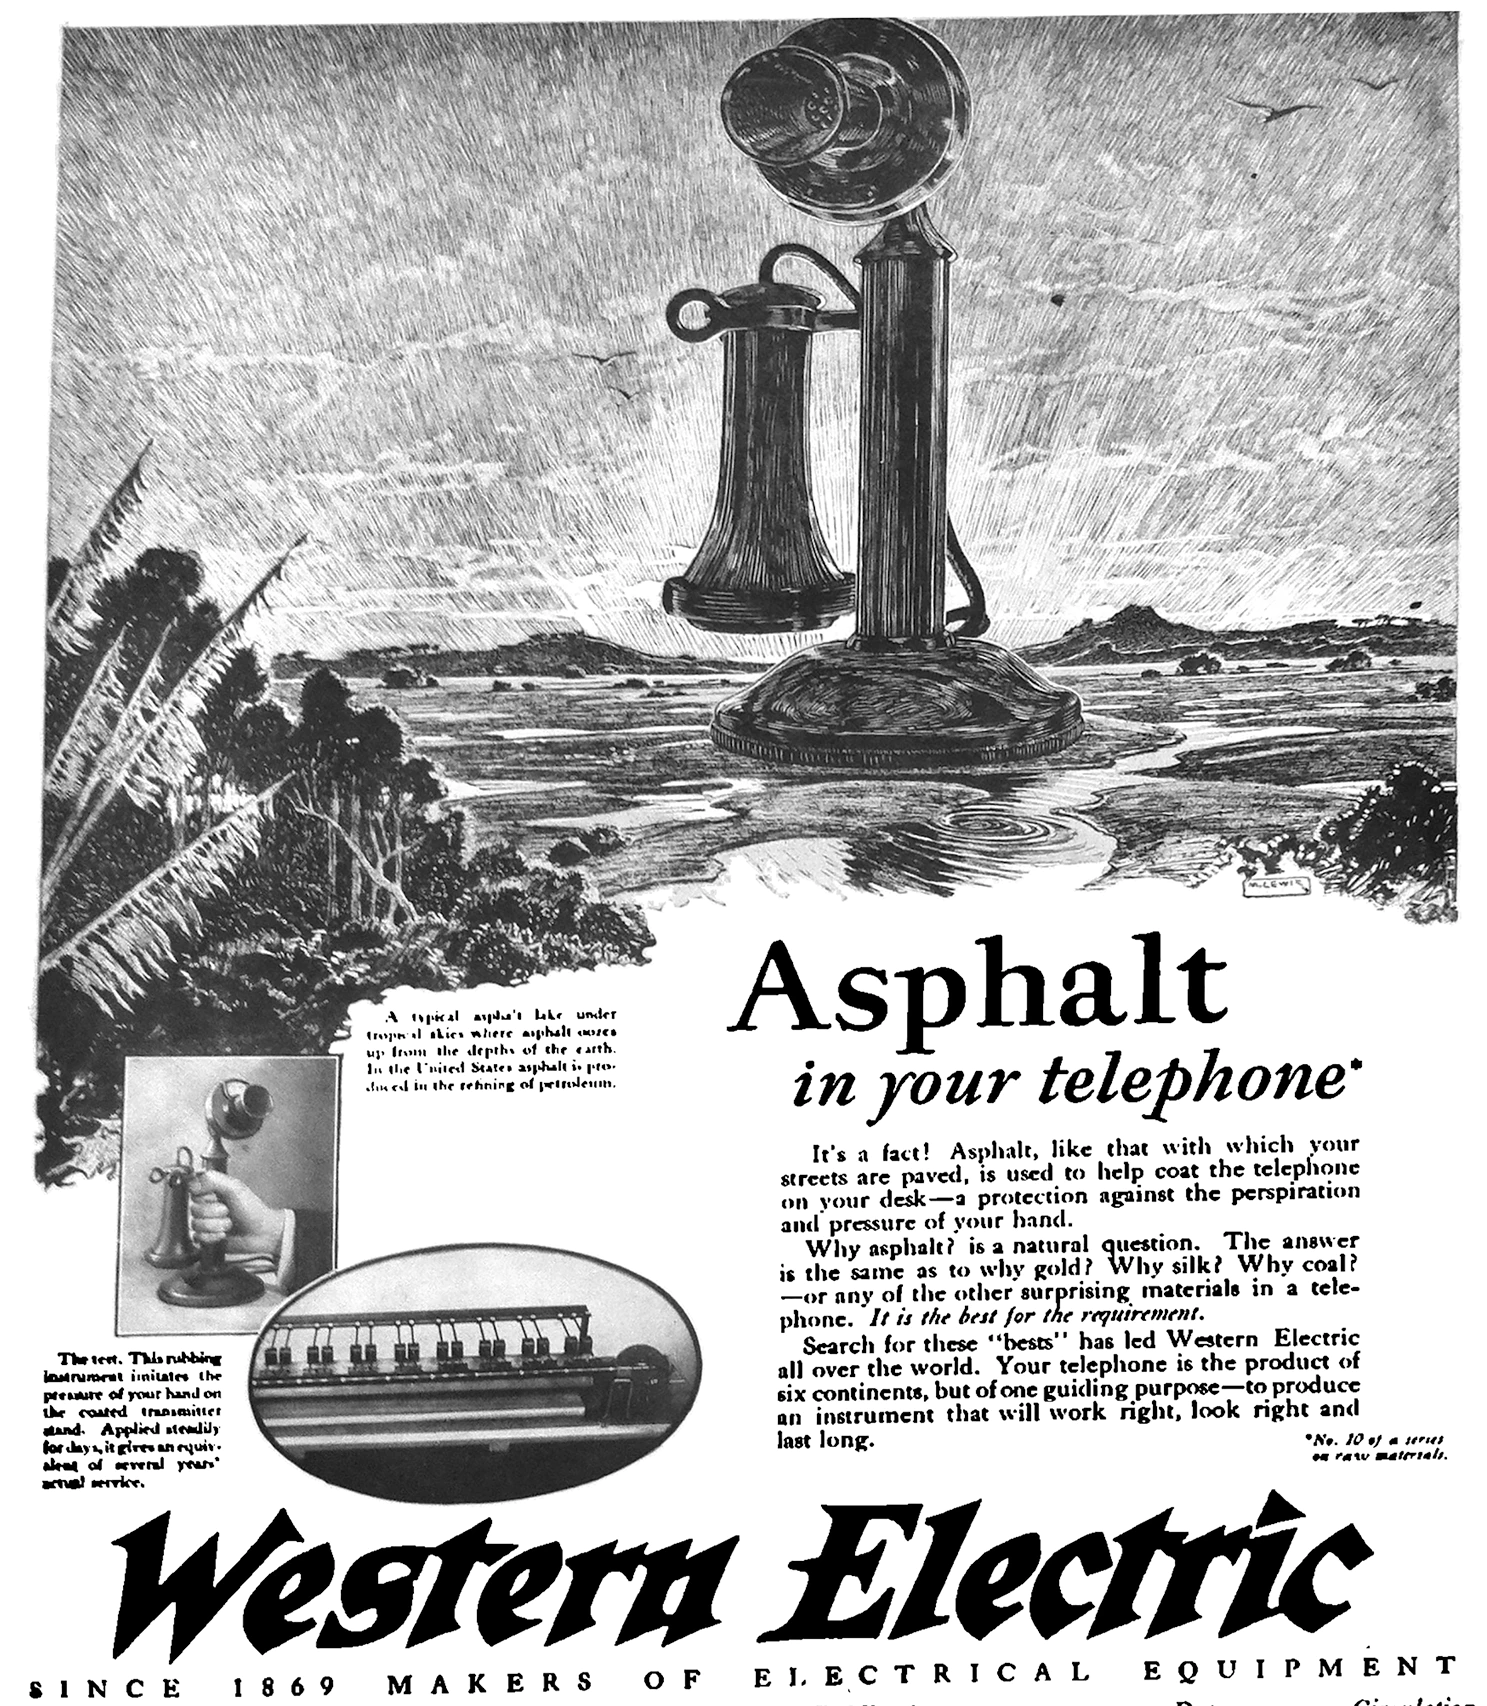 M. LEWIS
A typical asphalt lake under
tropical skies where asphalt oozes
up from the depths of the earth.
In the United States asphalt is pro-
duced in the refining of petroleum.
Asphalt
in your telephone*
It's a fact! Asphalt, like that with which your
streets are paved, is used to help coat the telephone
on your desk—a protection against the perspiration
and pressure of your hand.
Why asphalt? is a natural question. The answer
is the same as to why gold? Why silk? Why coal?
—or any of the other surprising materials in a tele-
phone. It is the best for the requirement.
Search for these "bests" has led Western Electric
all over the world. Your telephone is the product of
six continents, but of one guiding purpose—to produce
an instrument that will work right, look right and
last long.
*No. 10 of a series
on raw materials.
The test. This rubbing
instrument imitates the
pressure of your hand on
the coated transmitter
stand. Applied steadily
for days, it gives an equiv-
alent of several years'
actual service.
Western Electric
SINCE 1869 MAKERS OF ELECTRICAL EQUIPMENT